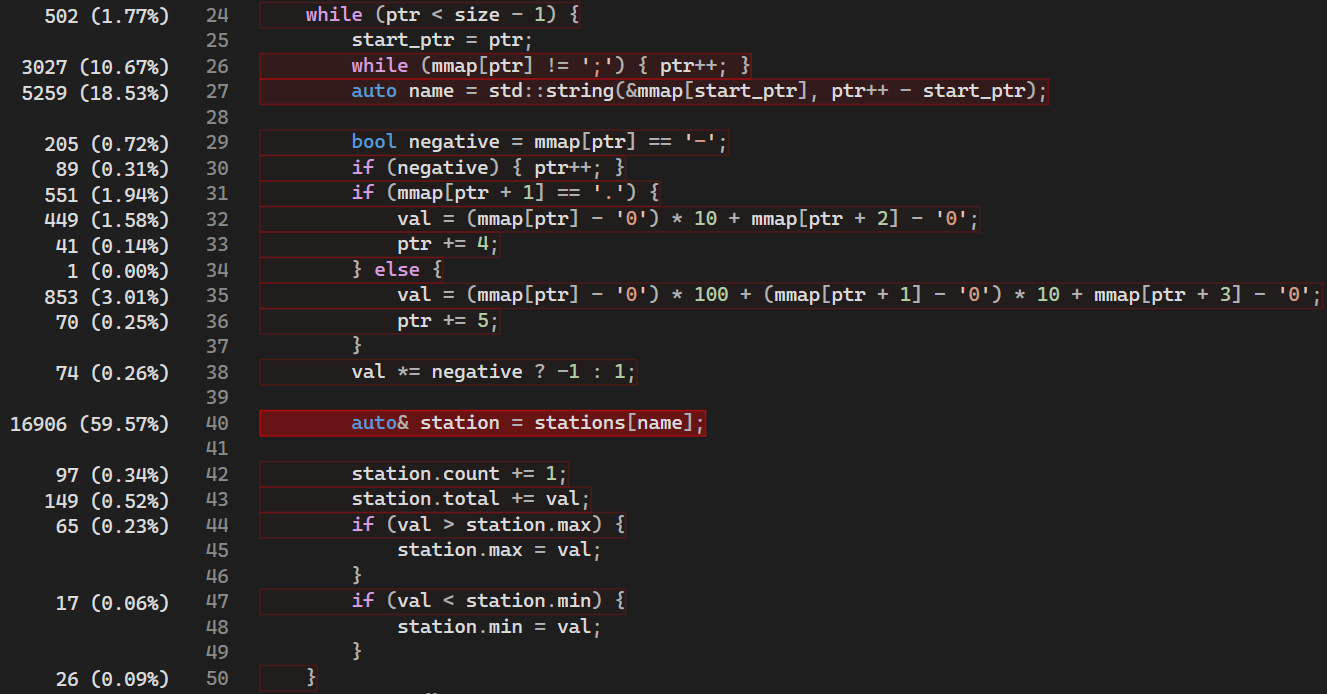 502 (1.77%) 24 while (ptr < size - 1) {
25 start_ptr = ptr;
3027 (10.67%) 26 while (mmap[ptr] != ';') { ptr++; }
5259 (18.53%) 27 auto name = std::string(&mmap[start_ptr], ptr++ - start_ptr);
28
205 (0.72%) 29 bool negative = mmap[ptr] == '-';
89 (0.31%) 30 if (negative) { ptr++; }
551 (1.94%) 31 if (mmap[ptr + 1] == '.') {
449 (1.58%) 32 val = (mmap[ptr] - '0') * 10 + mmap[ptr + 2] - '0';
41 (0.14%) 33 ptr += 4;
1 (0.00%) 34 } else {
853 (3.01%) 35 val = (mmap[ptr] - '0') * 100 + (mmap[ptr + 1] - '0') * 10 + mmap[ptr + 3] - '0';
70 (0.25%) 36 ptr += 5;
37 }
74 (0.26%) 38 val *= negative ? -1 : 1;
39
16906 (59.57%) 40 auto& station = stations[name];
41
97 (0.34%) 42 station.count += 1;
149 (0.52%) 43 station.total += val;
65 (0.23%) 44 if (val > station.max) {
45 station.max = val;
46 }
17 (0.06%) 47 if (val < station.min) {
48 station.min = val;
49 }
26 (0.09%) 50 }